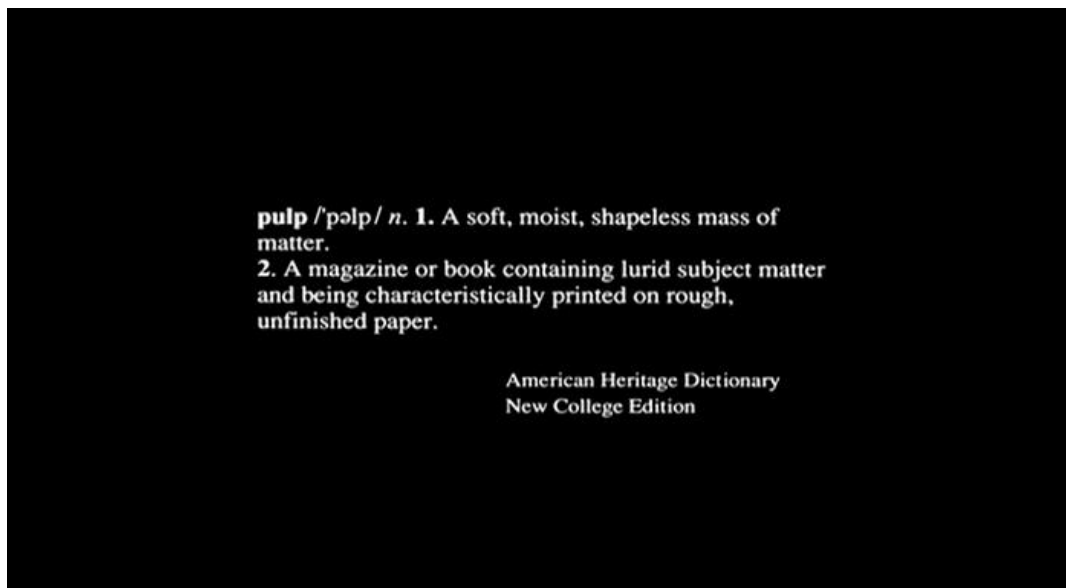 pulp /'pəlp/ n. 1. A soft, moist, shapeless mass of
matter.
2. A magazine or book containing lurid subject matter
and being characteristically printed on rough,
unfinished paper.
American Heritage Dictionary
New College Edition